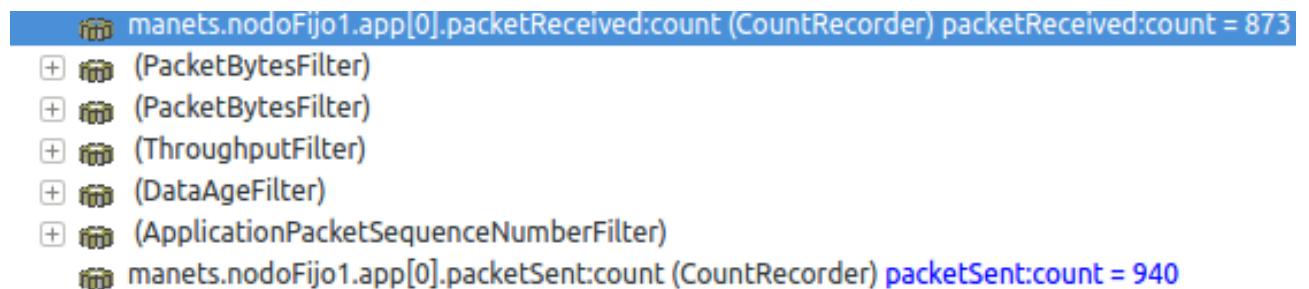 manets.nodoFijo1.app[0].packetReceived:count (CountRecorder) packetReceived:count = 873
(PacketBytesFilter)
(PacketBytesFilter)
(ThroughputFilter)
(DataAgeFilter)
(ApplicationPacketSequenceNumberFilter)
manets.nodoFijo1.app[0].packetSent:count (CountRecorder) packetSent:count = 940